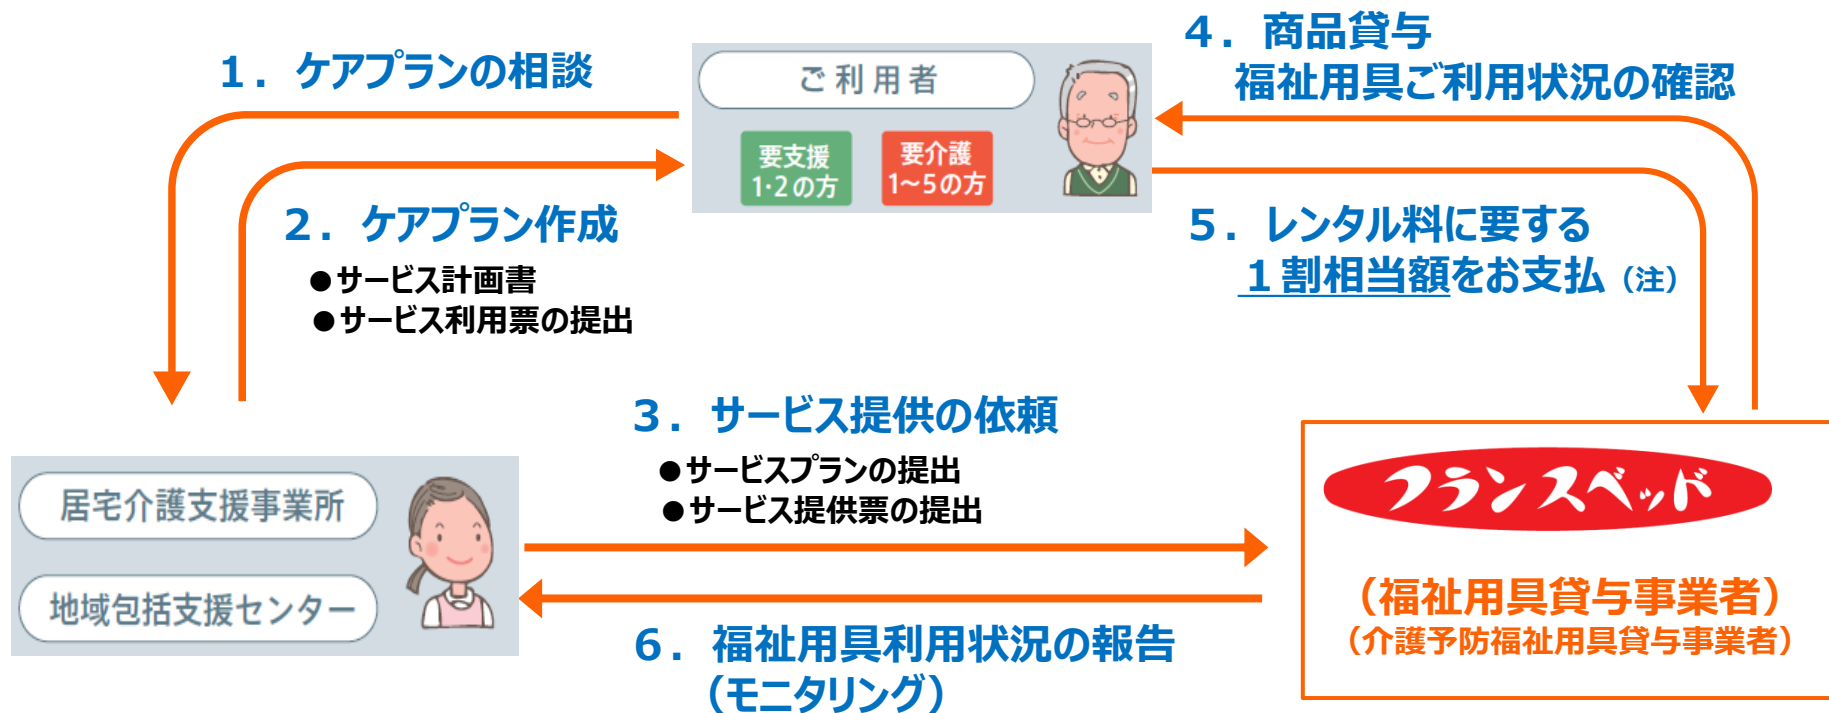 1．ケアプランの相談
ご利用者
要支援
1･2の方
要介護
1～5の方
4．商品貸与
福祉用具ご利用状況の確認
2．ケアプラン作成
●サービス計画書
●サービス利用票の提出
5．レンタル料に要する
1割相当額をお支払（注）
3．サービス提供の依頼
●サービスプランの提出
●サービス提供票の提出
居宅介護支援事業所
地域包括支援センター
フランスベッド
（福祉用具貸与事業者）
（介護予防福祉用具貸与事業者）
6．福祉用具利用状況の報告
（モニタリング）